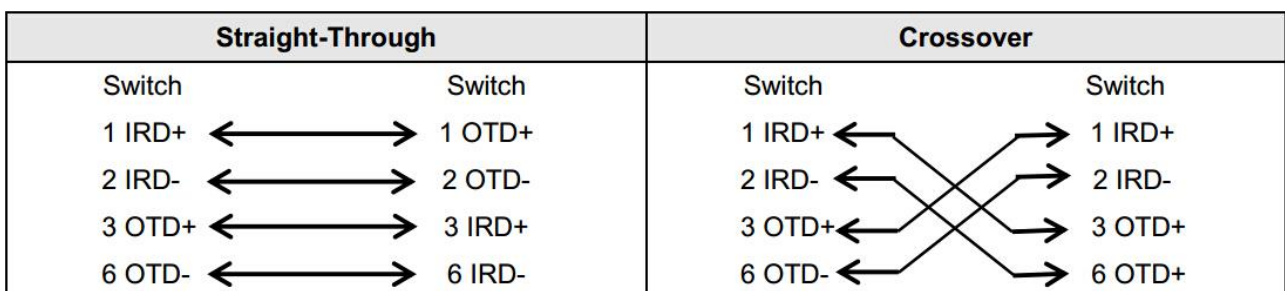 Straight-Through Crossover
Switch Switch Switch Switch
1 IRD+ 1 OTD+ 1 IRD+ 1 IRD+
2 IRD- 2 OTD- 2 IRD- 2 IRD-
3 OTD+ 3 IRD+ 3 OTD+ 3 OTD+
6 OTD- 6 IRD- 6 OTD- 6 OTD+